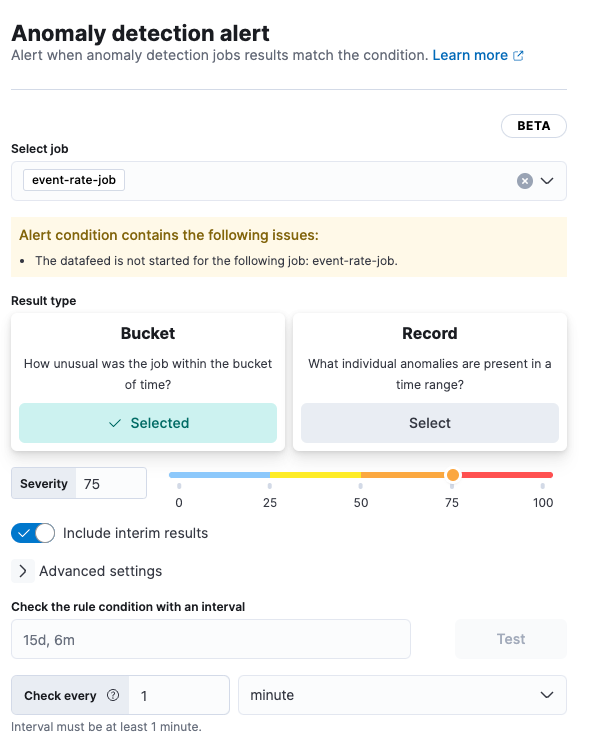 Anomaly detection alert
Alert when anomaly detection jobs results match the condition. Learn more
BETA
Select job
event-rate-job
Alert condition contains the following issues:
• The datafeed is not started for the following job: event-rate-job.
Result type
Bucket
How unusual was the job within the bucket
of time?
Selected
Record
What individual anomalies are present in a
time range?
Select
Severity 75
0 25 50 75 100
Include interim results
Advanced settings
Check the rule condition with an interval
15d, 6m
Test
Check every 1 minute
Interval must be at least 1 minute.